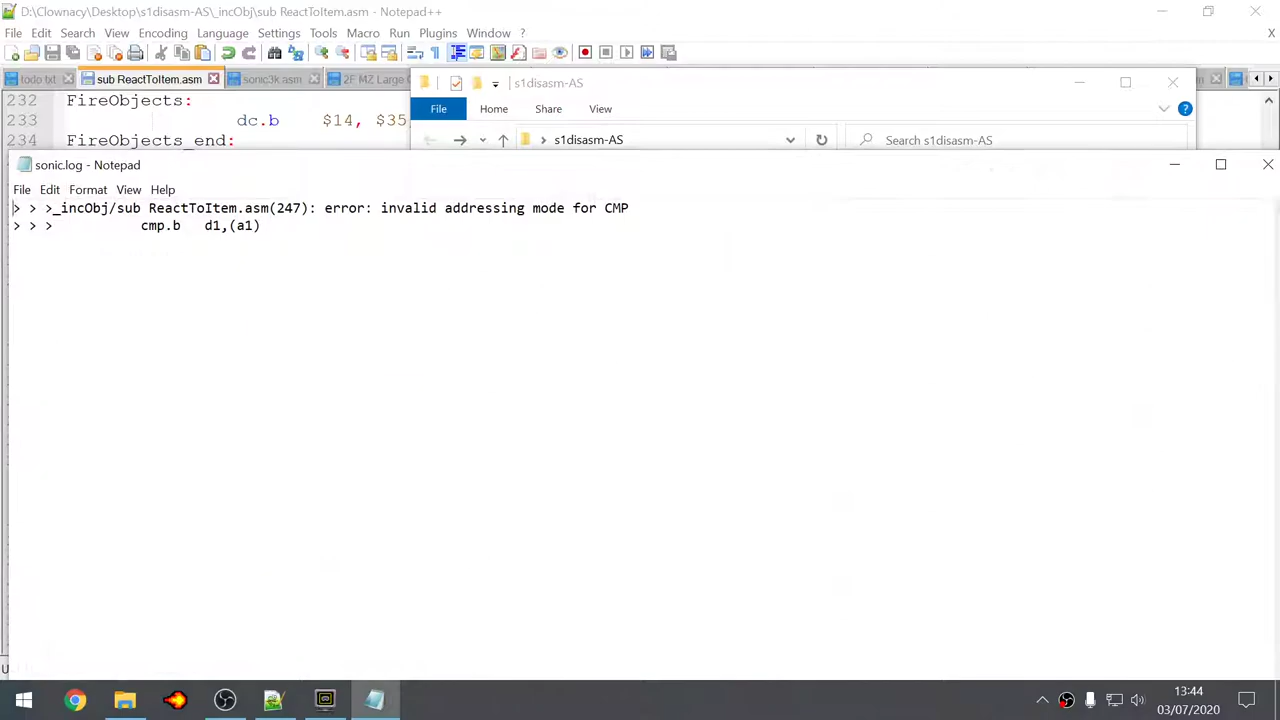 D:\Clownacy\Desktop\s1disasm-AS\_incObj\sub ReactToItem.asm - Notepad++
File Edit Search View Encoding Language Settings Tools Macro Run Plugins Window ? X
todo txt sub ReactToItem.asm sonic3k.asm 2F MZ Large
232 FireObjects:
233 dc.b $14, $35,
234 FireObjects_end:
s1disasm-AS
File Home Share View
s1disasm-AS Search s1disasm-AS
sonic.log - Notepad
File Edit Format View Help
> > >_incObj/sub ReactToItem.asm(247): error: invalid addressing mode for CMP
> > > cmp.b d1,(a1)
13:44
03/07/2020